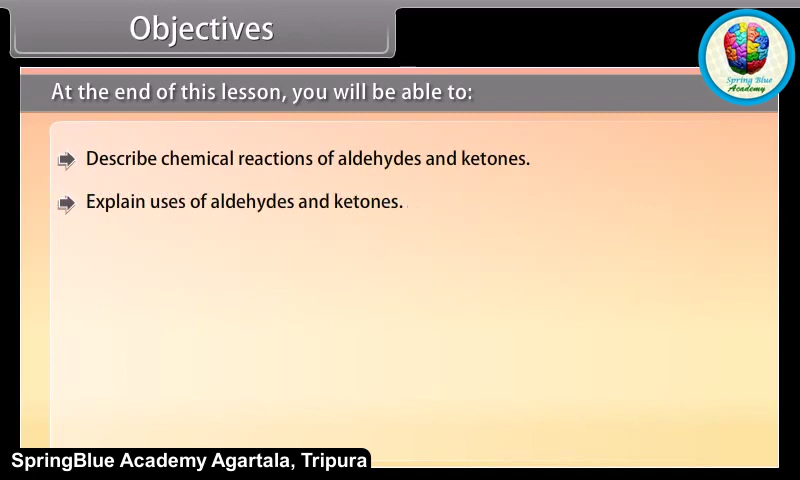 Objectives
Spring Blue
Academy
At the end of this lesson, you will be able to:
Describe chemical reactions of aldehydes and ketones.
Explain uses of aldehydes and ketones.
SpringBlue Academy Agartala, Tripura